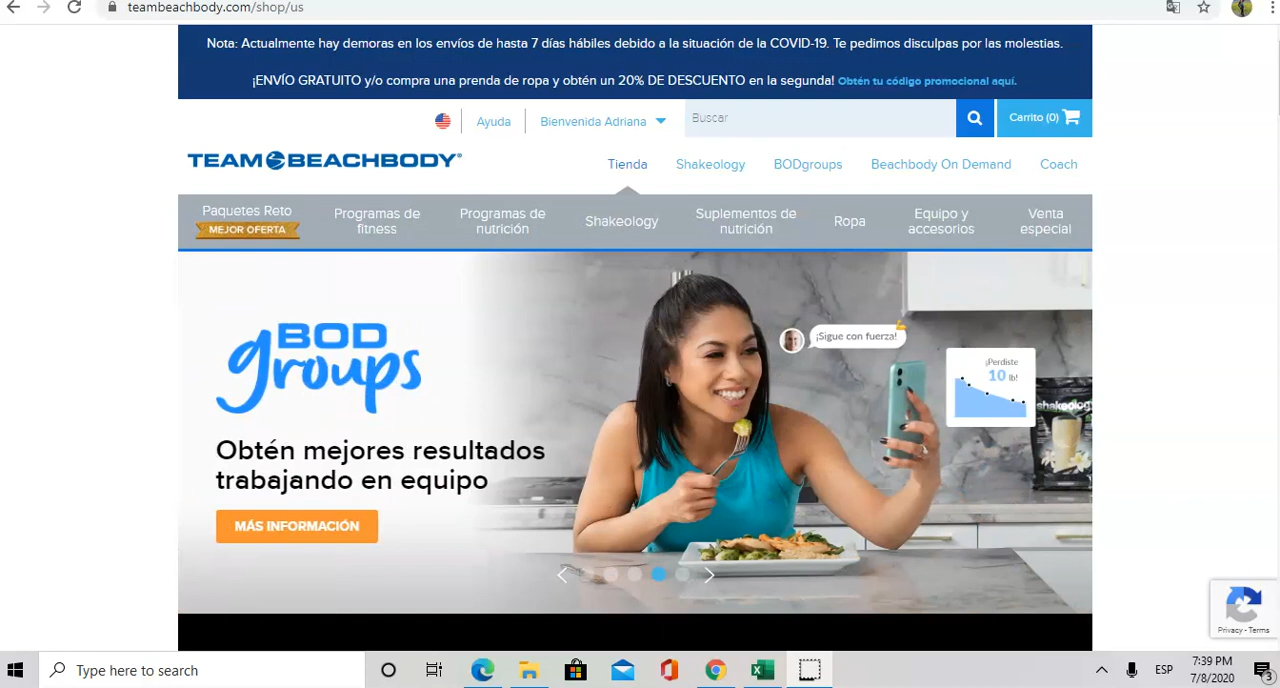 teambeachbody.com/shop/us
Nota: Actualmente hay demoras en los envíos de hasta 7 días hábiles debido a la situación de la COVID-19. Te pedimos disculpas por las molestias.
¡ENVÍO GRATUITO y/o compra una prenda de ropa y obtén un 20% DE DESCUENTO en la segunda! Obtén tu código promocional aquí.
Ayuda
Bienvenida Adriana
Buscar
Carrito (0)
TEAM BEACHBODY®
Tienda
Shakeology
BODgroups
Beachbody On Demand
Coach
Paquetes Reto
MEJOR OFERTA
Programas de
fitness
Programas de
nutrición
Shakeology
Suplementos de
nutrición
Ropa
Equipo y
accesorios
Venta
especial
BOD
groups
¡Sigue con fuerza!
¡Perdiste
10 lb!
shakeology
Obtén mejores resultados
trabajando en equipo
MÁS INFORMACIÓN
Privacy - Terms
Type here to search
ESP
7:39 PM
7/8/2020
3